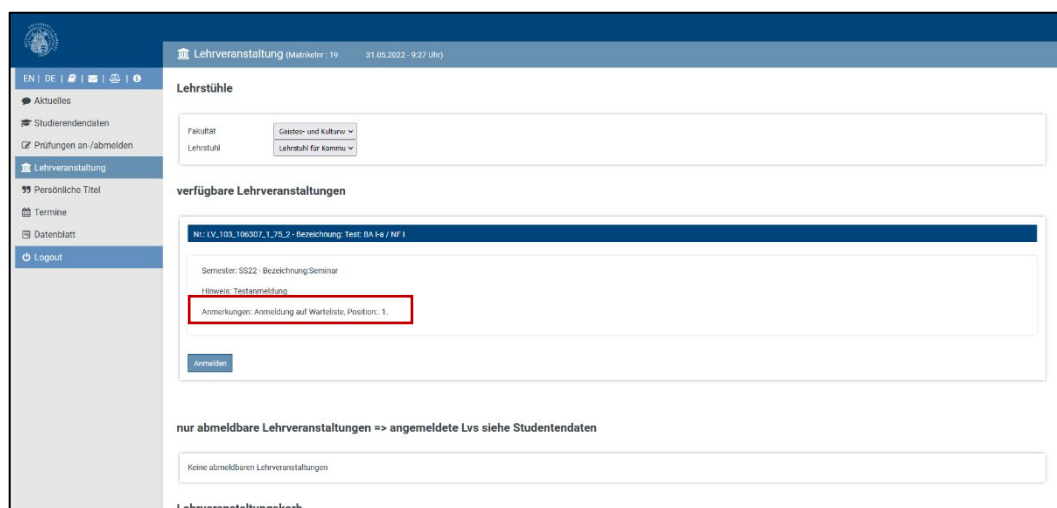 Lehrveranstaltung (Matrikelnr: 19 31.05.2022 - 9:27 Uhr)
EN | DE | | | |
Aktuelles
Studierendendaten
Prüfungen an-/abmelden
Lehrveranstaltung
Persönliche Titel
Termine
Datenblatt
Logout
Lehrstühle
Fakultät Geistes- und Kulturw
Lehrstuhl Lehrstuhl für Kommu
verfügbare Lehrveranstaltungen
Nr.: LV_103_106307_1_75_2 - Bezeichnung: Test: BA I-a / NF I
Semester: SS22 - Bezeichnung:Seminar
Hinweis: Testanmeldung
Anmerkungen: Anmeldung auf Warteliste, Position:. 1.
Anmelden
nur abmeldbare Lehrveranstaltungen => angemeldete Lvs siehe Studentendaten
Keine abmeldbaren Lehrveranstaltungen
Lehrveranstaltungskorb